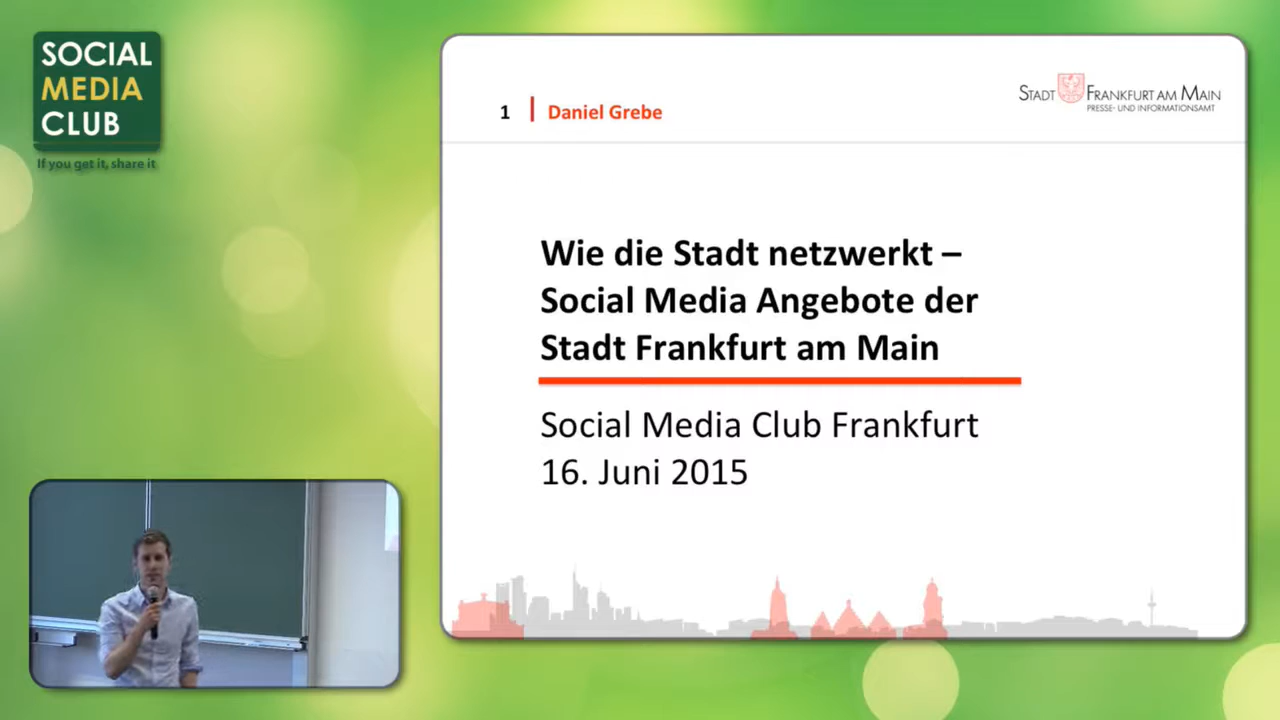 SOCIAL
MEDIA
CLUB
If you get it, share it
1 | Daniel Grebe
STADT FRANKFURT AM MAIN
PRESSE- UND INFORMATIONSAMT
Wie die Stadt netzwerkt –
Social Media Angebote der
Stadt Frankfurt am Main
Social Media Club Frankfurt
16. Juni 2015